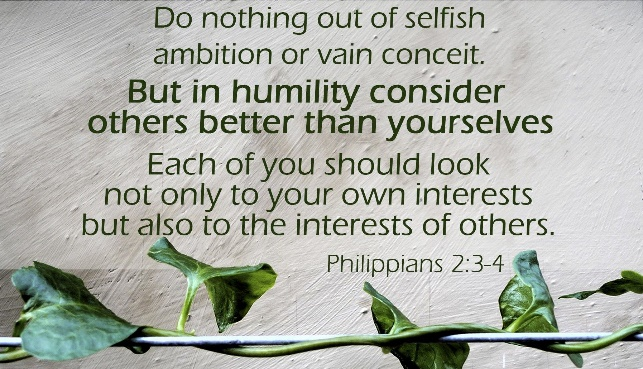 Do nothing out of selfish
ambition or vain conceit.
But in humility consider
others better than yourselves
Each of you should look
not only to your own interests
but also to the interests of others.
Philippians 2:3-4